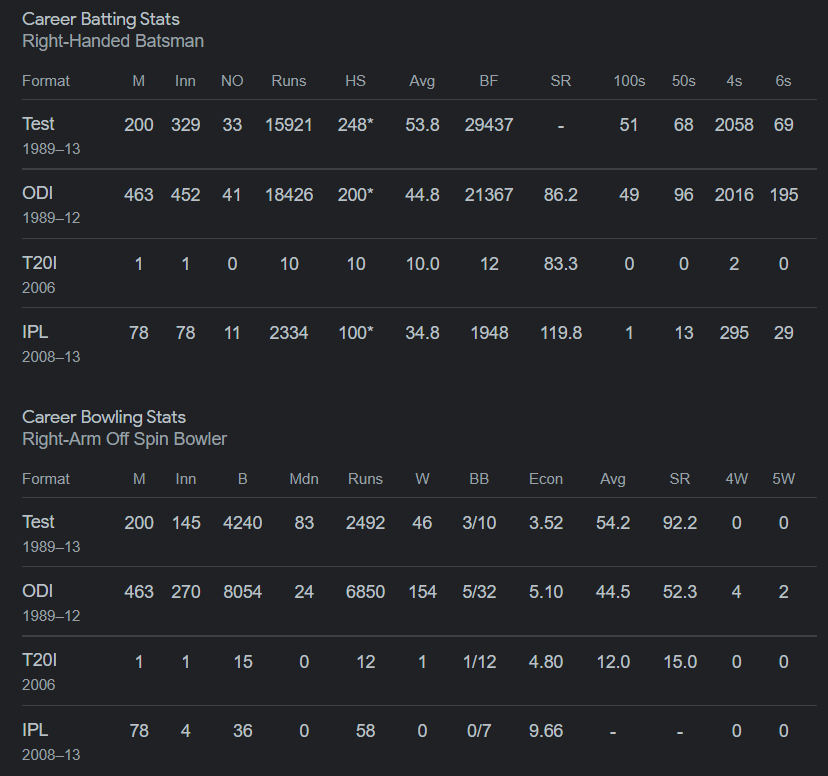 Career Batting Stats
Right-Handed Batsman
Format M Inn NO Runs HS Avg BF SR 100s 50s 4s 6s
Test 200 329 33 15921 248* 53.8 29437 - 51 68 2058 69
1989–13
ODI 463 452 41 18426 200* 44.8 21367 86.2 49 96 2016 195
1989–12
T20I 1 1 0 10 10 10.0 12 83.3 0 0 2 0
2006
IPL 78 78 11 2334 100* 34.8 1948 119.8 1 13 295 29
2008–13
Career Bowling Stats
Right-Arm Off Spin Bowler
Format M Inn B Mdn Runs W BB Econ Avg SR 4W 5W
Test 200 145 4240 83 2492 46 3/10 3.52 54.2 92.2 0 0
1989–13
ODI 463 270 8054 24 6850 154 5/32 5.10 44.5 52.3 4 2
1989–12
T20I 1 1 15 0 12 1 1/12 4.80 12.0 15.0 0 0
2006
IPL 78 4 36 0 58 0 0/7 9.66 - - 0 0
2008–13